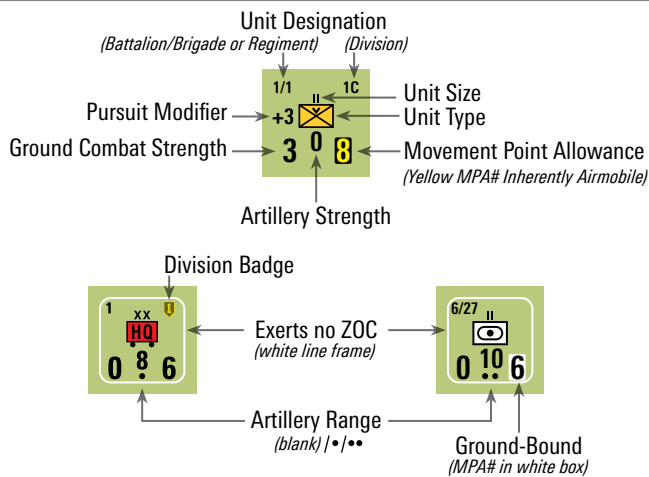 Unit Designation
(Battalion/Brigade or Regiment) (Division)
1/1 1C
II
Unit Size
Pursuit Modifier +3 Unit Type
Ground Combat Strength 3 0 8 Movement Point Allowance
(Yellow MPA# Inherently Airmobile)
Artillery Strength
Division Badge
1 XX 1
HQ
0 8 6
•
Exerts no ZOC
(white line frame)
6/27 II
0 10 6
••
Artillery Range
(blank) /•/••
Ground-Bound
(MPA# in white box)